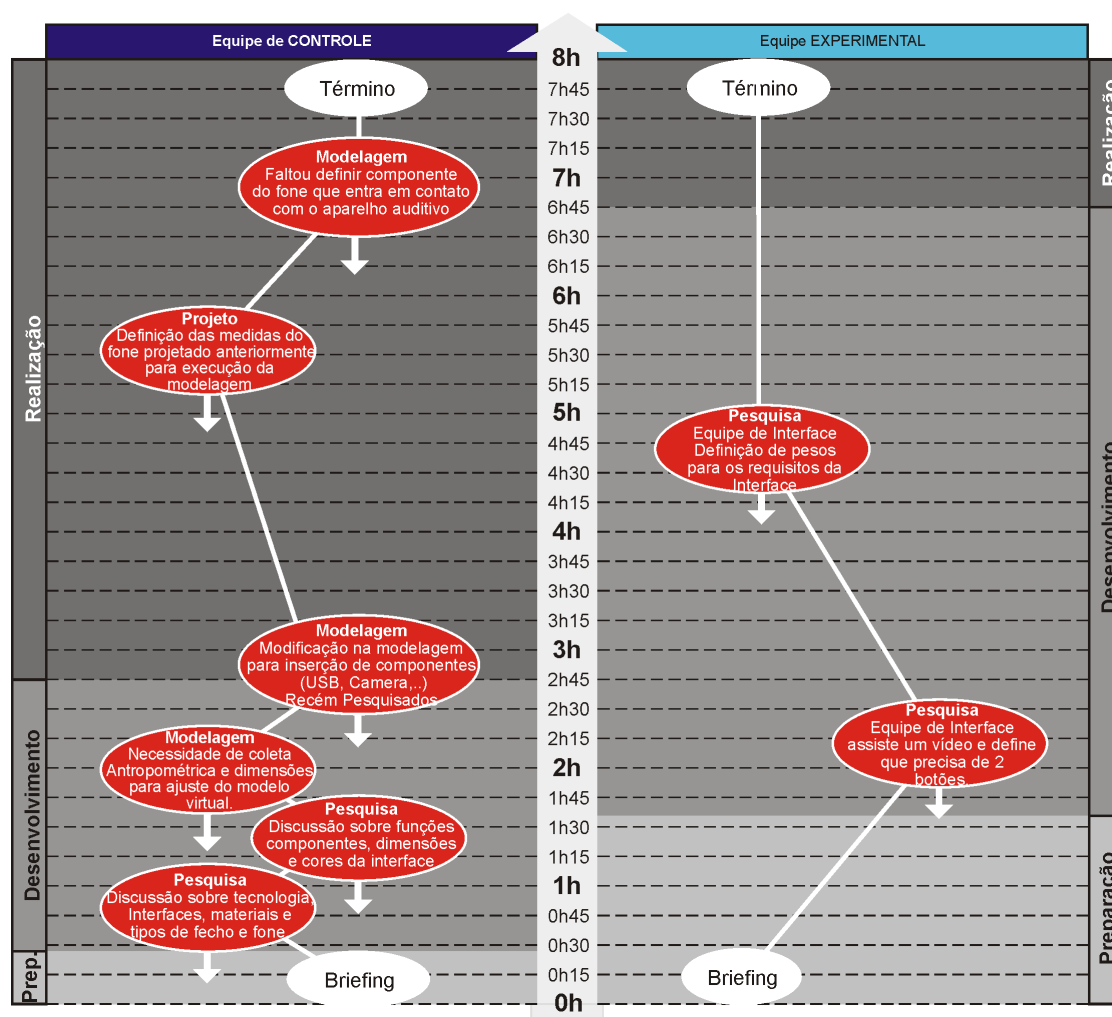 Equipe de CONTROLE
Equipe EXPERIMENTAL
8h
7h45
7h30
7h15
7h
6h45
6h30
6h15
6h
5h45
5h30
5h15
5h
4h45
4h30
4h15
4h
3h45
3h30
3h15
3h
2h45
2h30
2h15
2h
1h45
1h30
1h15
1h
0h45
0h30
0h15
0h
Realização
Desenvolvimento
Prep.
Término
Modelagem
Faltou definir componente
do fone que entra em contato
com o aparelho auditivo
Projeto
Definição das medidas do
fone projetado anteriormente
para execução da
modelagem
Modelagem
Modificação na modelagem
para inserção de componentes
(USB, Camera,..)
Recém Pesquisados
Modelagem
Necessidade de coleta
Antropométrica e dimensões
para ajuste do modelo
virtual.
Pesquisa
Discussão sobre funções
componentes, dimensões
e cores da interface
Pesquisa
Discussão sobre tecnologia,
Interfaces, materiais e
tipos de fecho e fone
Briefing
Término
Pesquisa
Equipe de Interface
Definição de pesos
para os requisitos da
Interface
Pesquisa
Equipe de Interface
assiste um vídeo e define
que precisa de 2
botões.
Briefing
Realização
Desenvolvimento
Preparação